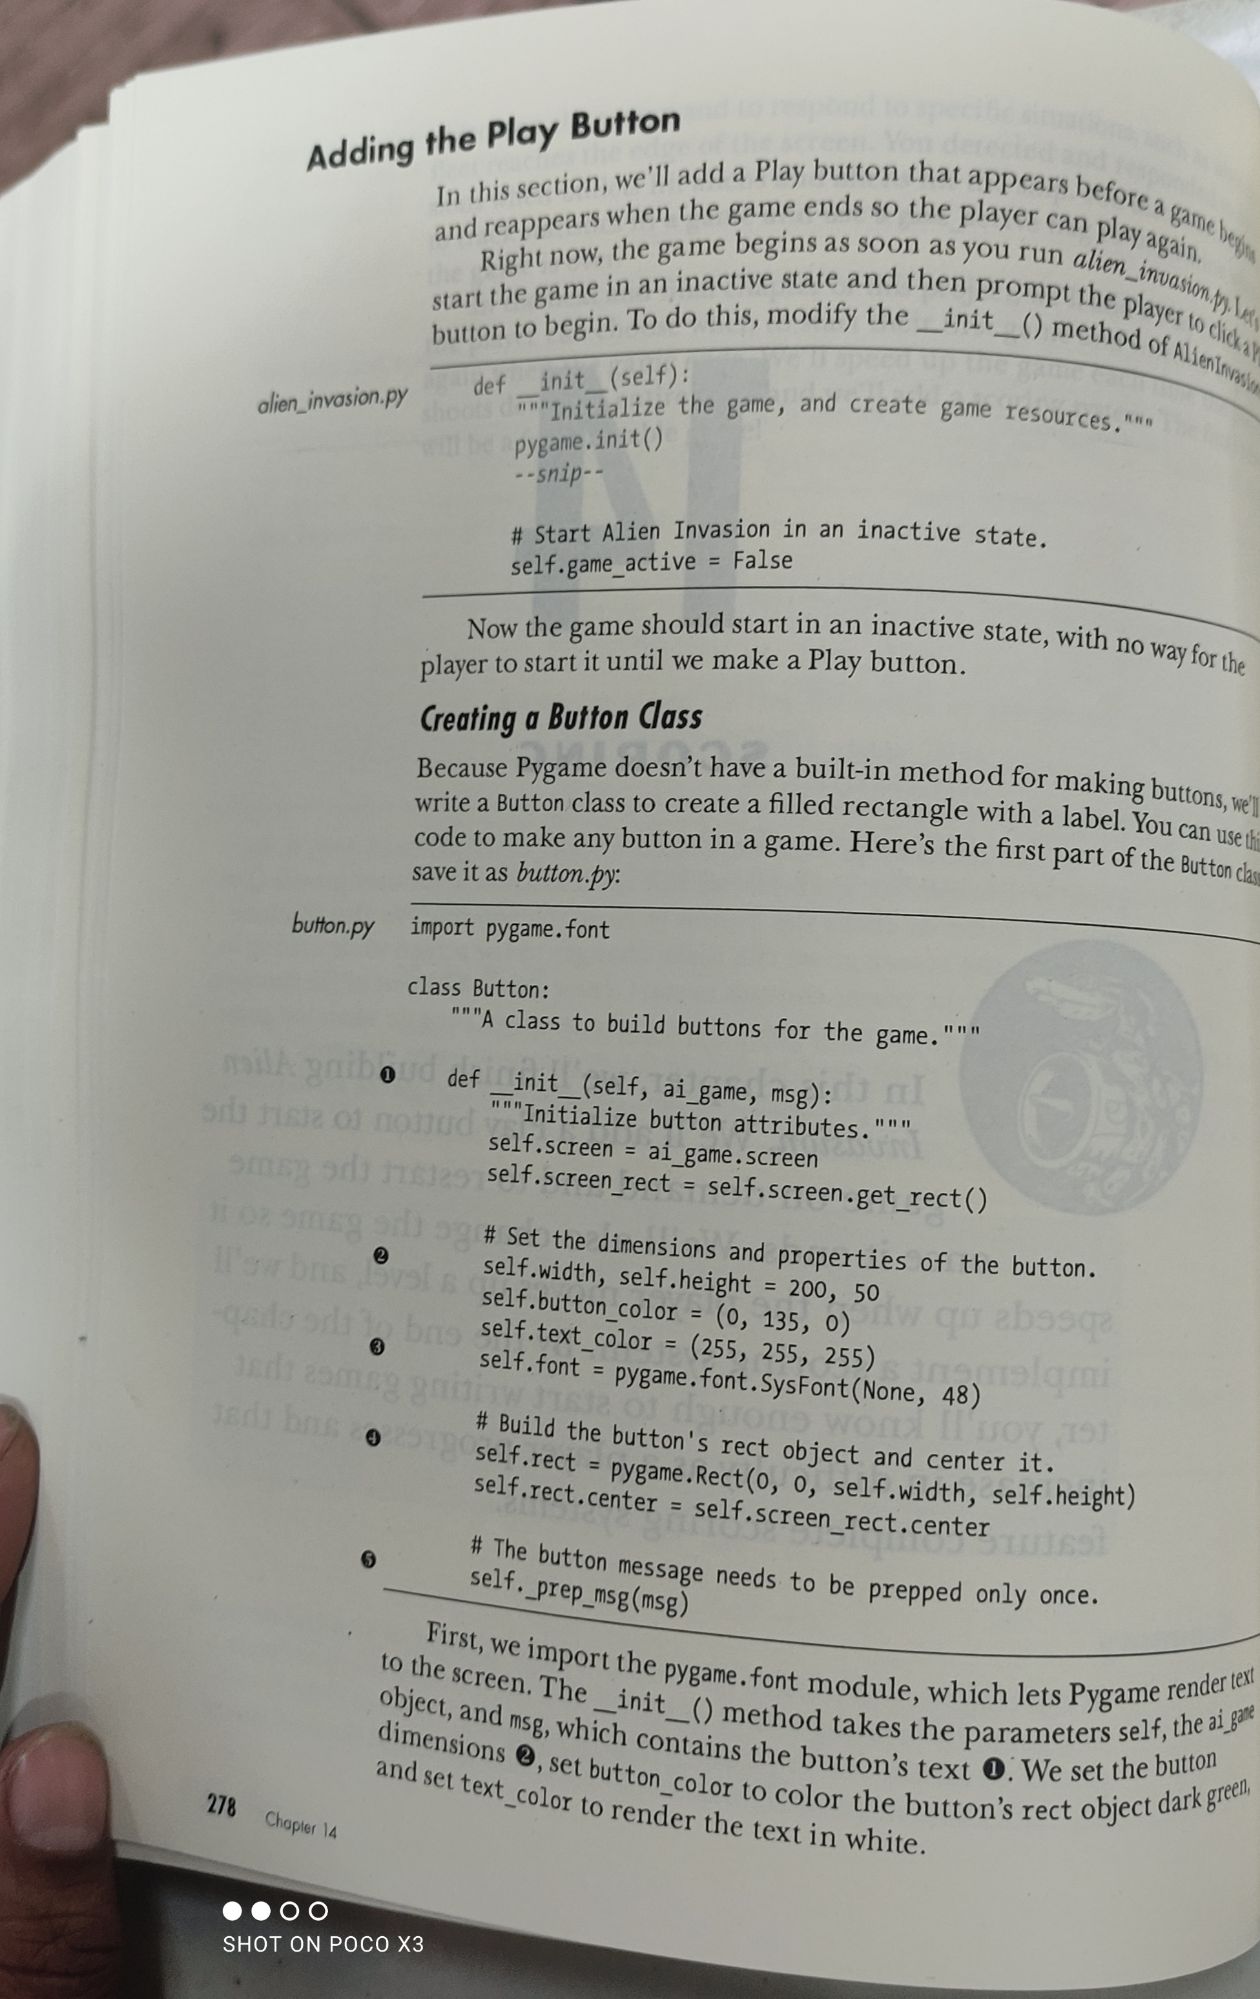 Adding the Play Button
In this section, we'll add a Play button that appears before a game begins
and reappears when the game ends so the player can play again.
Right now, the game begins as soon as you run alien_invasion.py. Let's
start the game in an inactive state and then prompt the player to click a
button to begin. To do this, modify the __init__() method of AlienInvasion
alien_invasion.py
def __init__(self):
"""Initialize the game, and create game resources."""
pygame.init()
--snip--
# Start Alien Invasion in an inactive state.
self.game_active = False
Now the game should start in an inactive state, with no way for the
player to start it until we make a Play button.
Creating a Button Class
Because Pygame doesn't have a built-in method for making buttons, we'll
write a Button class to create a filled rectangle with a label. You can use
code to make any button in a game. Here's the first part of the Button
save it as button.py:
button.py
import pygame.font
class Button:
"""A class to build buttons for the game."""
❶ def __init__(self, ai_game, msg):
"""Initialize button attributes."""
self.screen = ai_game.screen
self.screen_rect = self.screen.get_rect()
# Set the dimensions and properties of the button.
❷ self.width, self.height = 200, 50
self.button_color = (0, 135, 0)
self.text_color = (255, 255, 255)
❸ self.font = pygame.font.SysFont(None, 48)
# Build the button's rect object and center it.
❹ self.rect = pygame.Rect(0, 0, self.width, self.height)
self.rect.center = self.screen_rect.center
# The button message needs to be prepped only once.
❺ self._prep_msg(msg)
First, we import the pygame.font module, which lets Pygame render text
to the screen. The __init__() method takes the parameters self, the ai_game
object, and msg, which contains the button's text ❶. We set the button
dimensions ❷, set button_color to color the button's rect object dark green,
and set text_color to render the text in white.
278 Chapter 14
SHOT ON POCO X3